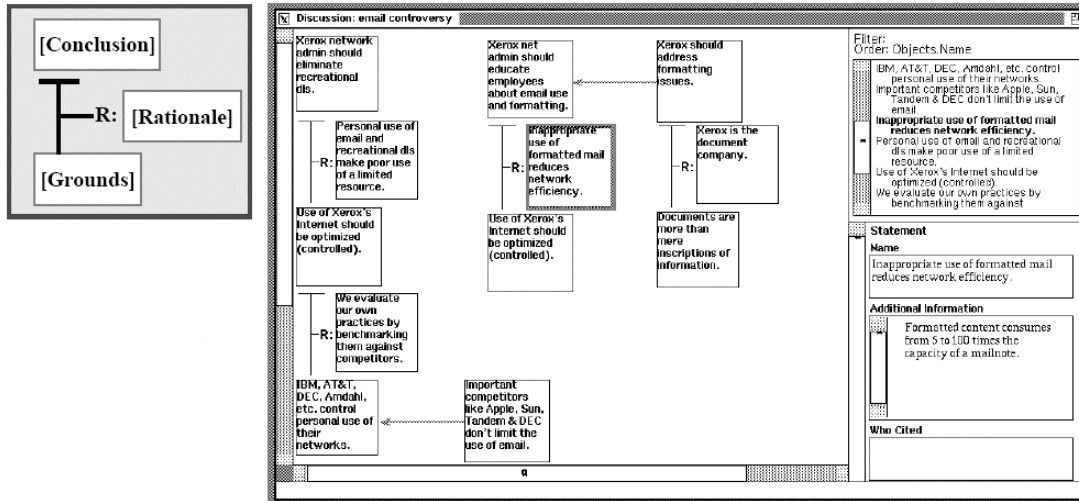 [Conclusion]
R: [Rationale]
[Grounds]
Discussion: email controversy
Xerox network
admin should
eliminate
recreational
dls.
R:
Personal use of
email and
recreational dls
make poor use
of a limited
resource.
Use of Xerox's
Internet should
be optimized
(controlled).
R:
We evaluate
our own
practices by
benchmarking
them against
competitors.
IBM, AT&T,
DEC, Amdahl,
etc. control
personal use of
their
networks.
Important
competitors
like Apple, Sun,
Tandem & DEC
don't limit the
use of email.
Xerox net
admin should
educate
employees
about email use
and formatting.
R:
Inappropriate
use of
formatted mail
reduces
network
efficiency.
Use of Xerox's
Internet should
be optimized
(controlled).
Xerox should
address
formatting
issues.
R:
Xerox is the
document
company.
Documents are
more than
mere
inscriptions of
information.
Filter:
Order: Objects.Name
IBM, AT&T, DEC, Amdahl, etc. control
personal use of their networks.
Important competitors like Apple, Sun,
Tandem & DEC don't limit the use of
email
Inappropriate use of formatted mail
reduces network efficiency.
Personal use of email and recreational
dls make poor use of a limited
resource.
Use of Xerox's Internet should be
optimized (controlled).
We evaluate our own practices by
benchmarking them against
Statement
Name
Inappropriate use of formatted mail
reduces network efficiency.
Additional Information
Formatted content consumes
from 5 to 100 times the
capacity of a mailnote.
Who Cited